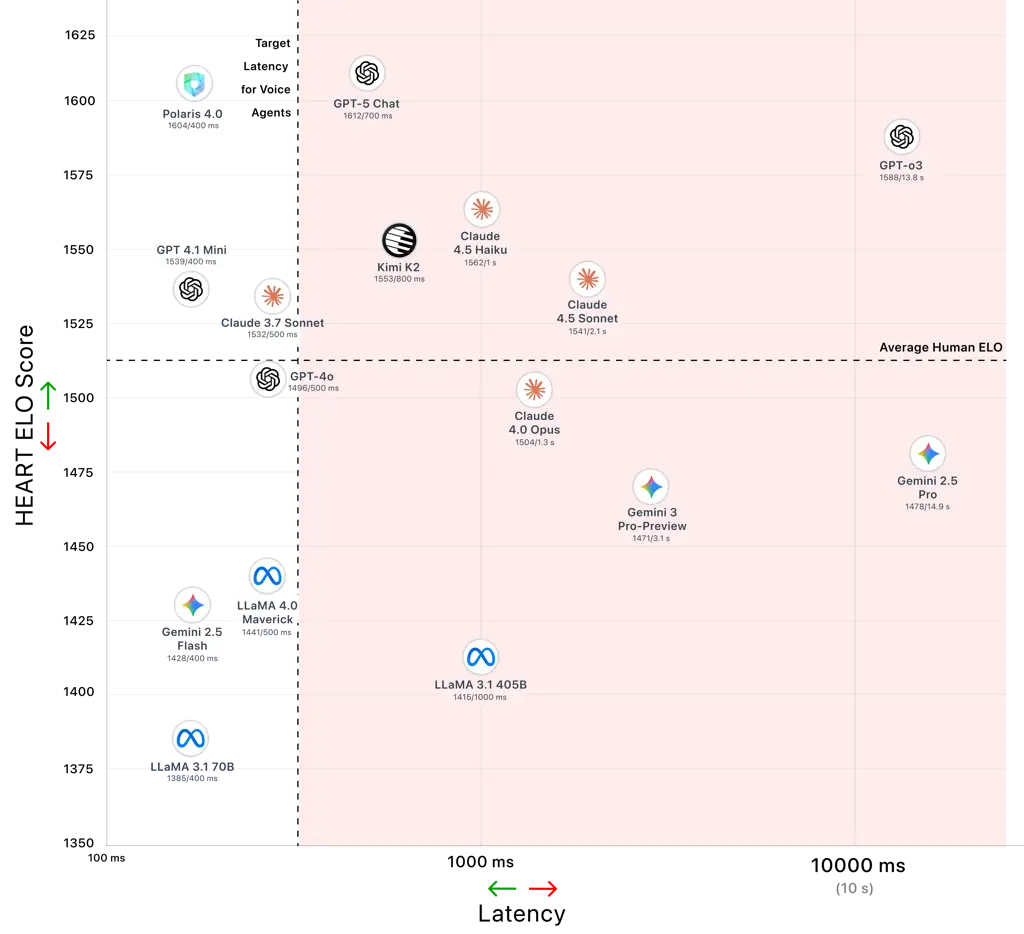 1625
Target
Latency
for Voice
Agents
Polaris 4.0
1604/400 ms
GPT-5 Chat
1612/700 ms
1600
GPT-o3
1588/13.8 s
1575
Claude
4.5 Haiku
1562/1 s
GPT 4.1 Mini
1539/400 ms
1550
Kimi K2
1553/800 ms
Claude
4.5 Sonnet
1541/2.1 s
Claude 3.7 Sonnet
1532/500 ms
1525
Average Human ELO
GPT-4o
1496/500 ms
1500
Claude
4.0 Opus
1504/1.3 s
HEART ELO Score
1475
Gemini 2.5
Pro
1478/14.9 s
Gemini 3
Pro-Preview
1471/3.1 s
1450
LLaMA 4.0
Maverick
1441/500 ms
1425
Gemini 2.5
Flash
1428/400 ms
LLaMA 3.1 405B
1415/1000 ms
1400
1375
LLaMA 3.1 70B
1385/400 ms
1350
100 ms
1000 ms
10000 ms
(10 s)
Latency